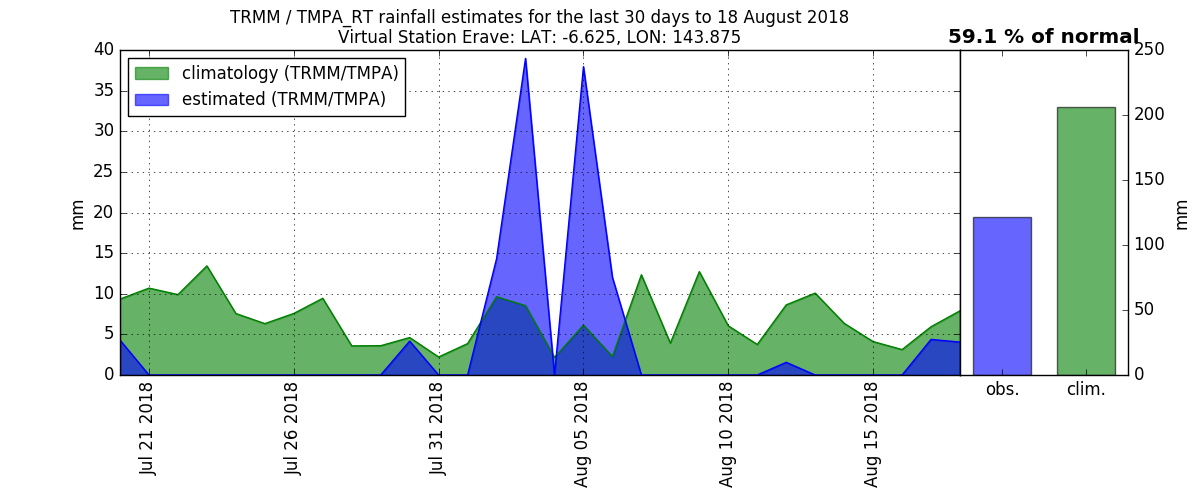 TRMM / TMPA_RT rainfall estimates for the last 30 days to 18 August 2018
Virtual Station Erave: LAT: -6.625, LON: 143.875
59.1 % of normal
climatology (TRMM/TMPA)
estimated (TRMM/TMPA)
40
35
30
25
20
15
10
5
0
mm
Jul 21 2018
Jul 26 2018
Jul 31 2018
Aug 05 2018
Aug 10 2018
Aug 15 2018
obs.
clim.
250
200
150
100
50
0
mm